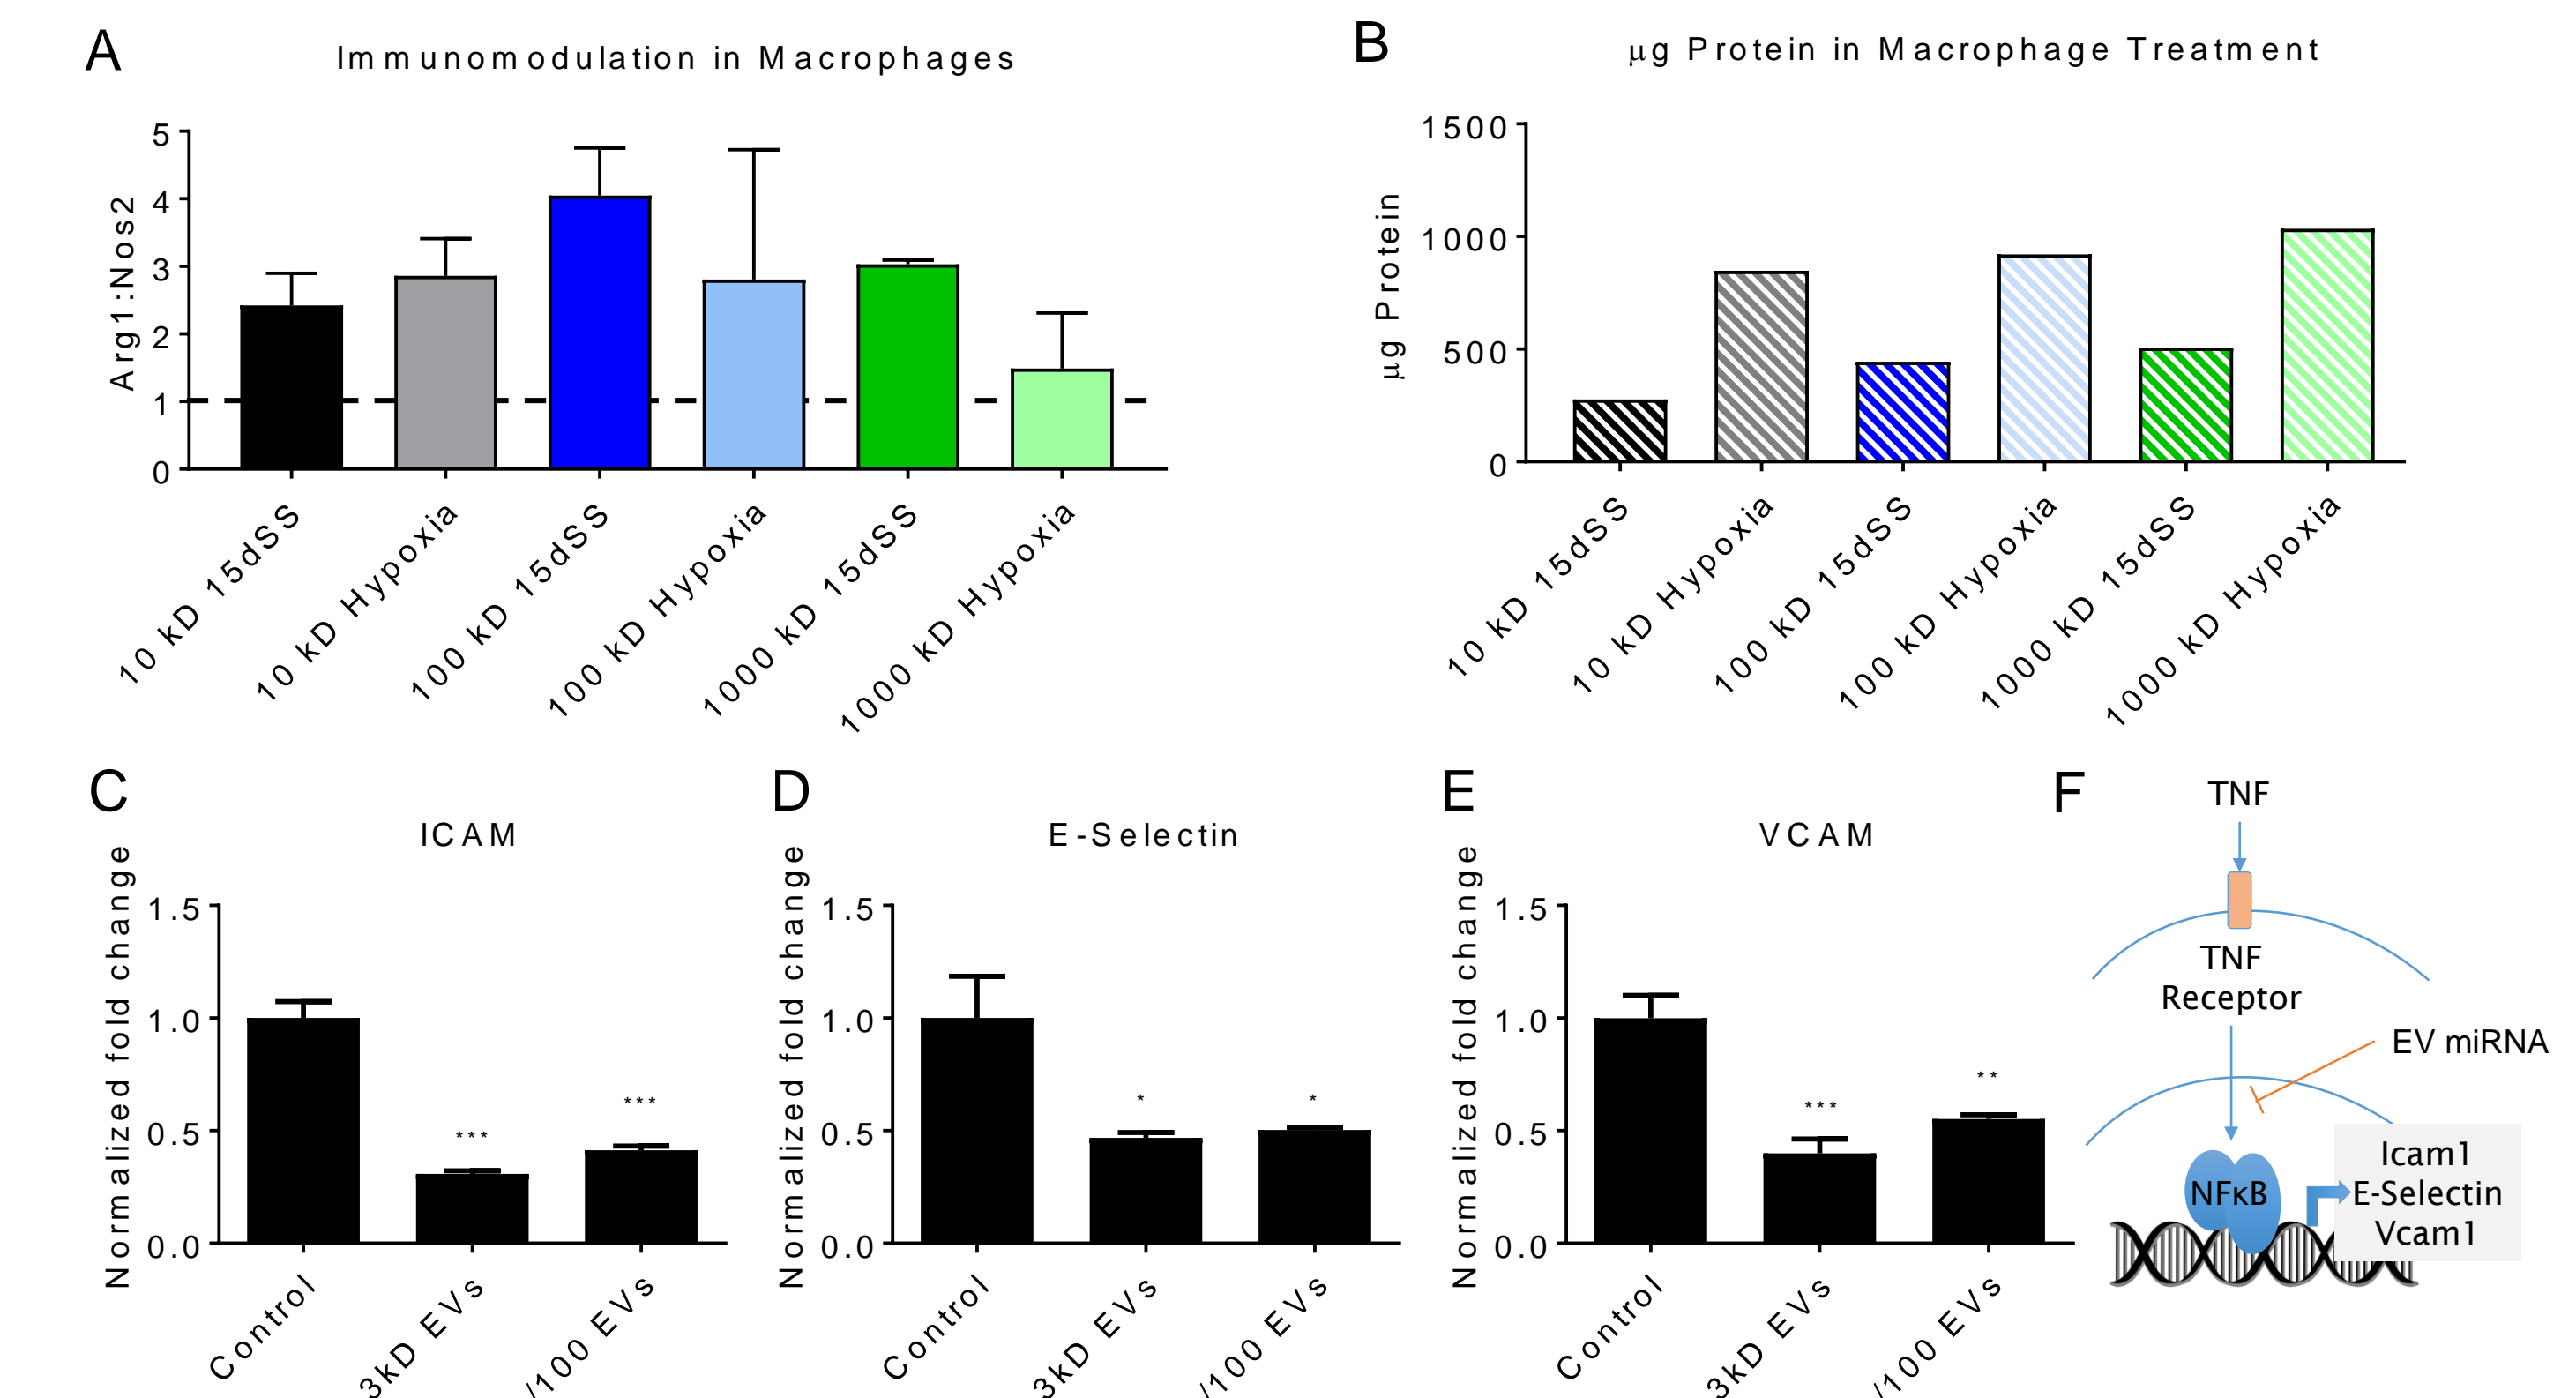 A
Immunomodulation in Macrophages
Arg1:Nos2
5
4
3
2
1
0
10 kD 15dSS
10 kD Hypoxia
100 kD 15dSS
100 kD Hypoxia
1000 kD 15dSS
1000 kD Hypoxia
B
µg Protein in Macrophage Treatment
µg Protein
1500
1000
500
0
10 kD 15dSS
10 kD Hypoxia
100 kD 15dSS
100 kD Hypoxia
1000 kD 15dSS
1000 kD Hypoxia
C
ICAM
Normalized fold change
1.5
1.0
0.5
0.0
***
***
Control
3kD EVs
/100 EVs
D
E-Selectin
Normalized fold change
1.5
1.0
0.5
0.0
*
*
Control
3kD EVs
/100 EVs
E
VCAM
Normalized fold change
1.5
1.0
0.5
0.0
***
**
Control
3kD EVs
/100 EVs
F
TNF
TNF
Receptor
EV miRNA
NFκB
Icam1
E-Selectin
Vcam1